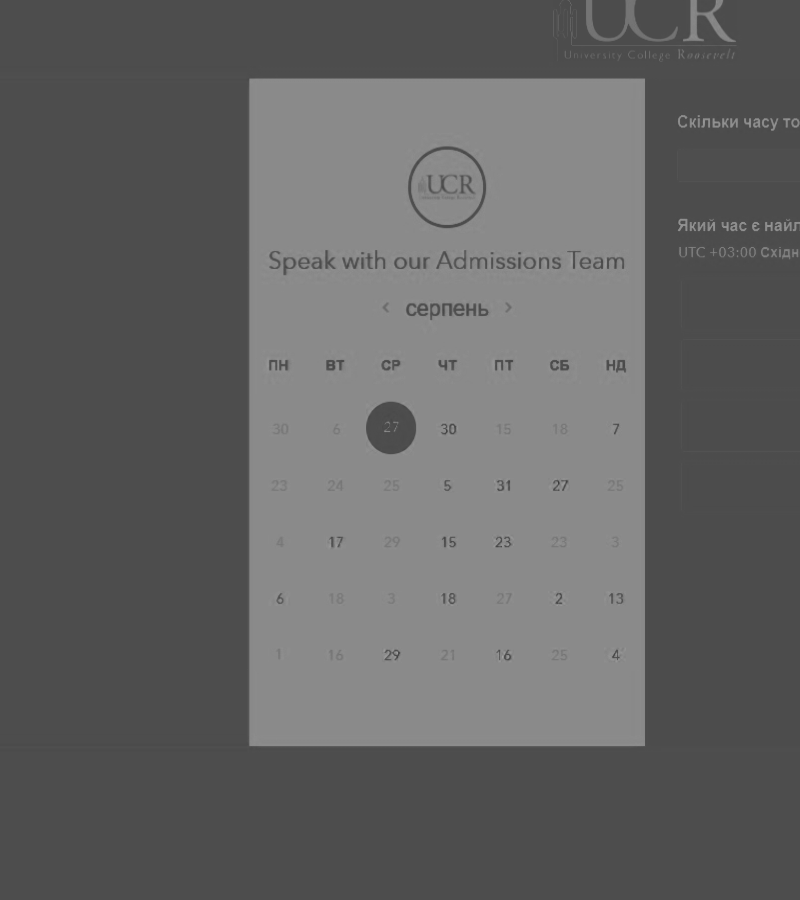 UCR
University College Roosevelt
Скільки часу то
UCR
University College Roosevelt
Який час є найл
UTC +03:00 Східн
Speak with our Admissions Team
‹ серпень ›
ПН ВТ СР ЧТ ПТ СБ НД
30 6 27 30 15 18 7
23 24 25 5 31 27 25
4 17 29 15 23 23 3
6 18 3 18 27 2 13
1 16 29 21 16 25 4